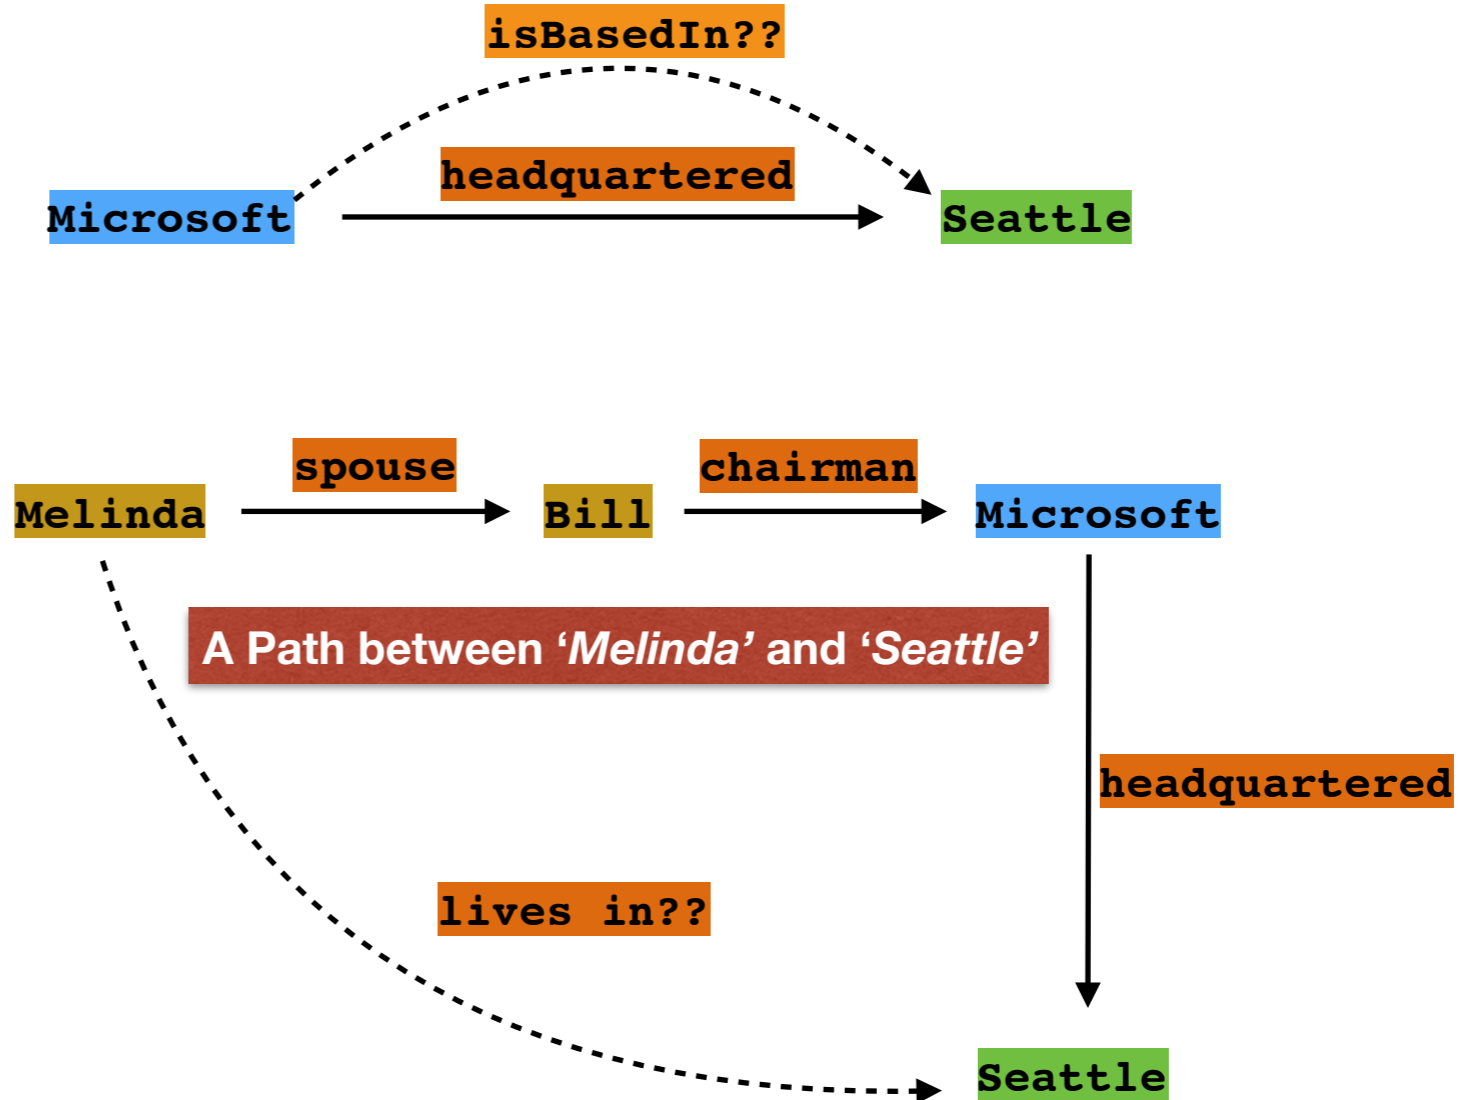 isBasedIn??
headquartered
Microsoft
Seattle
spouse
chairman
Melinda
Bill
Microsoft
A Path between ‘Melinda’ and ‘Seattle’
headquartered
lives in??
Seattle